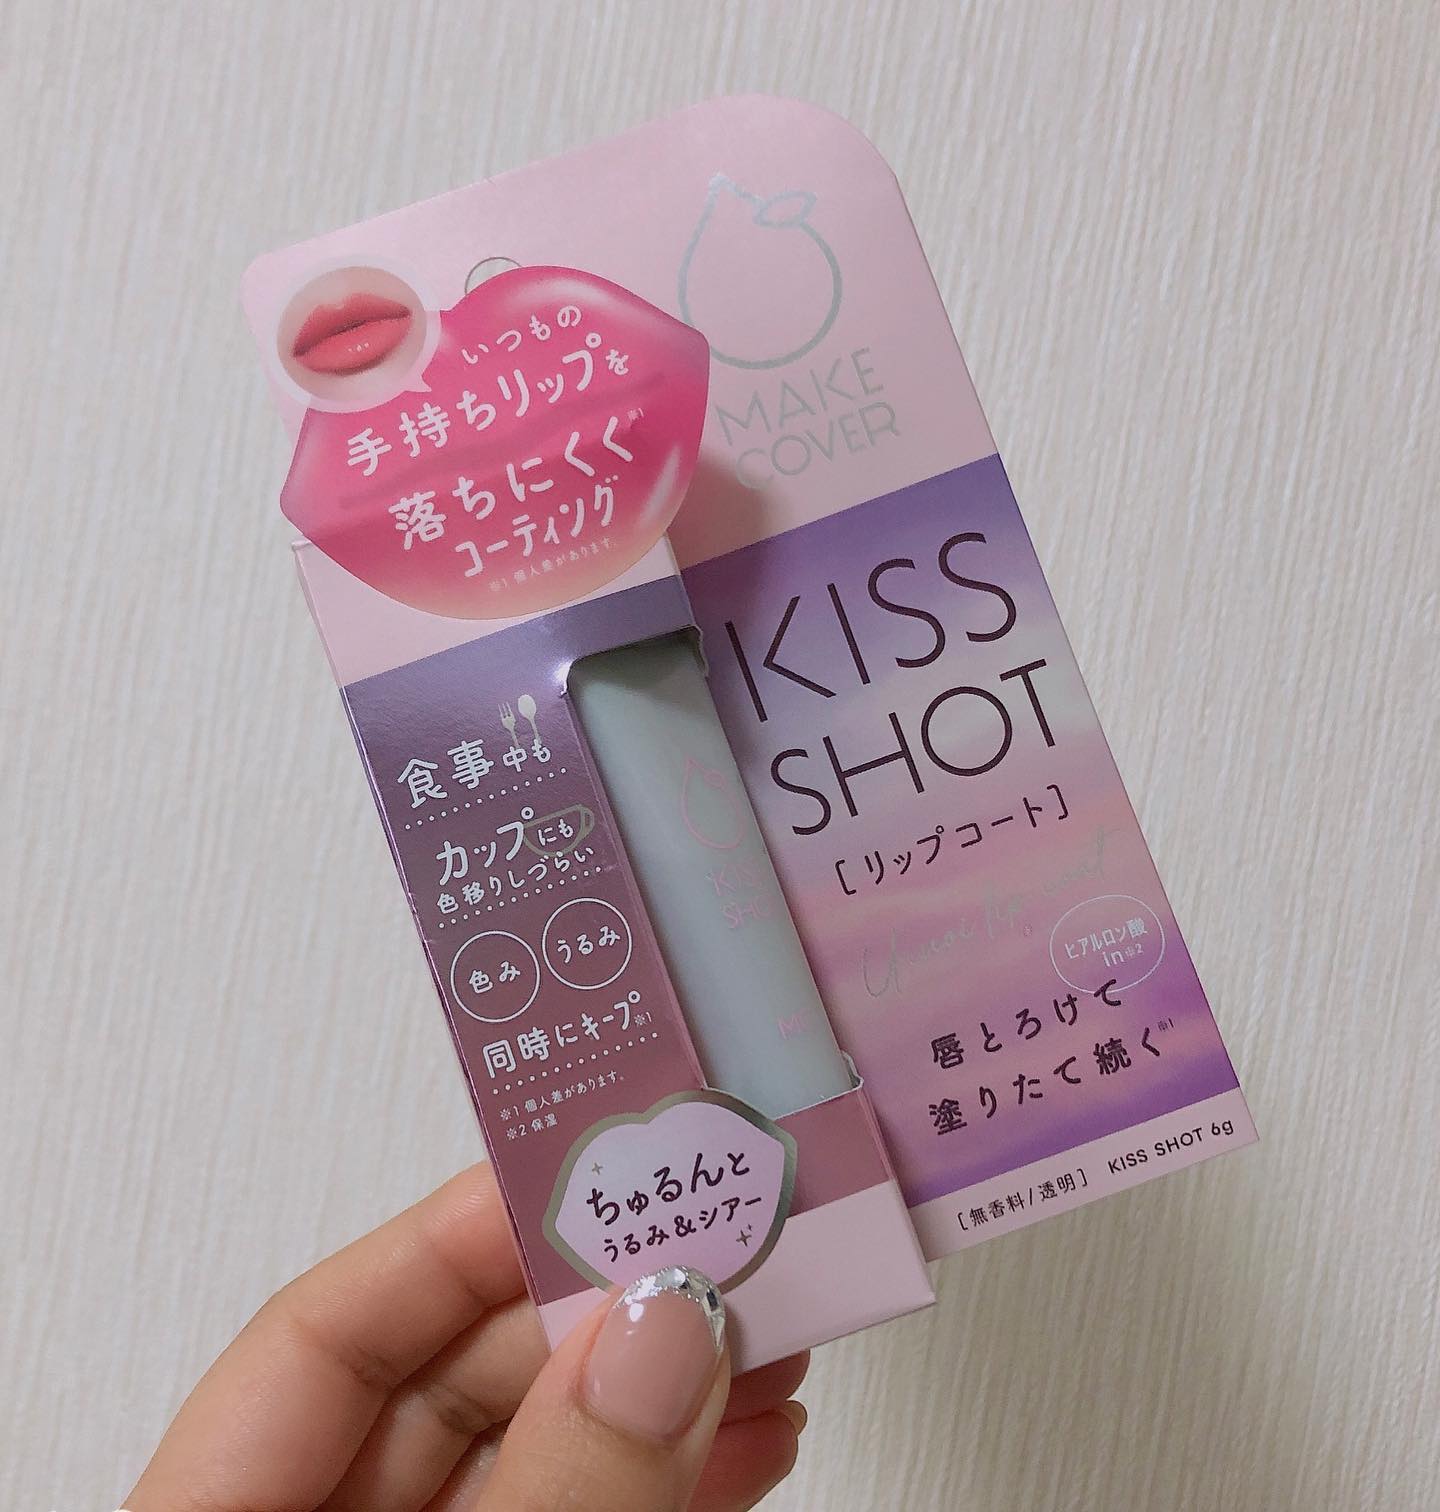 いつもの
手持ちリップを
落ちにくく※1
コーティング
※1 個人差があります。
MAKE
COVER
KISS
SHOT
[リップコート]
Uruoi lip coat
ヒアルロン酸
in※2
唇とろけて
塗りたて続く※1
[無香料/透明] KISS SHOT 6g
食事中も
カップにも
色移りしづらい
色み
うるみ
同時にキープ※1
※1 個人差があります。
※2 保湿
KISS
SHO
ちゅるんと
うるみ&シアー